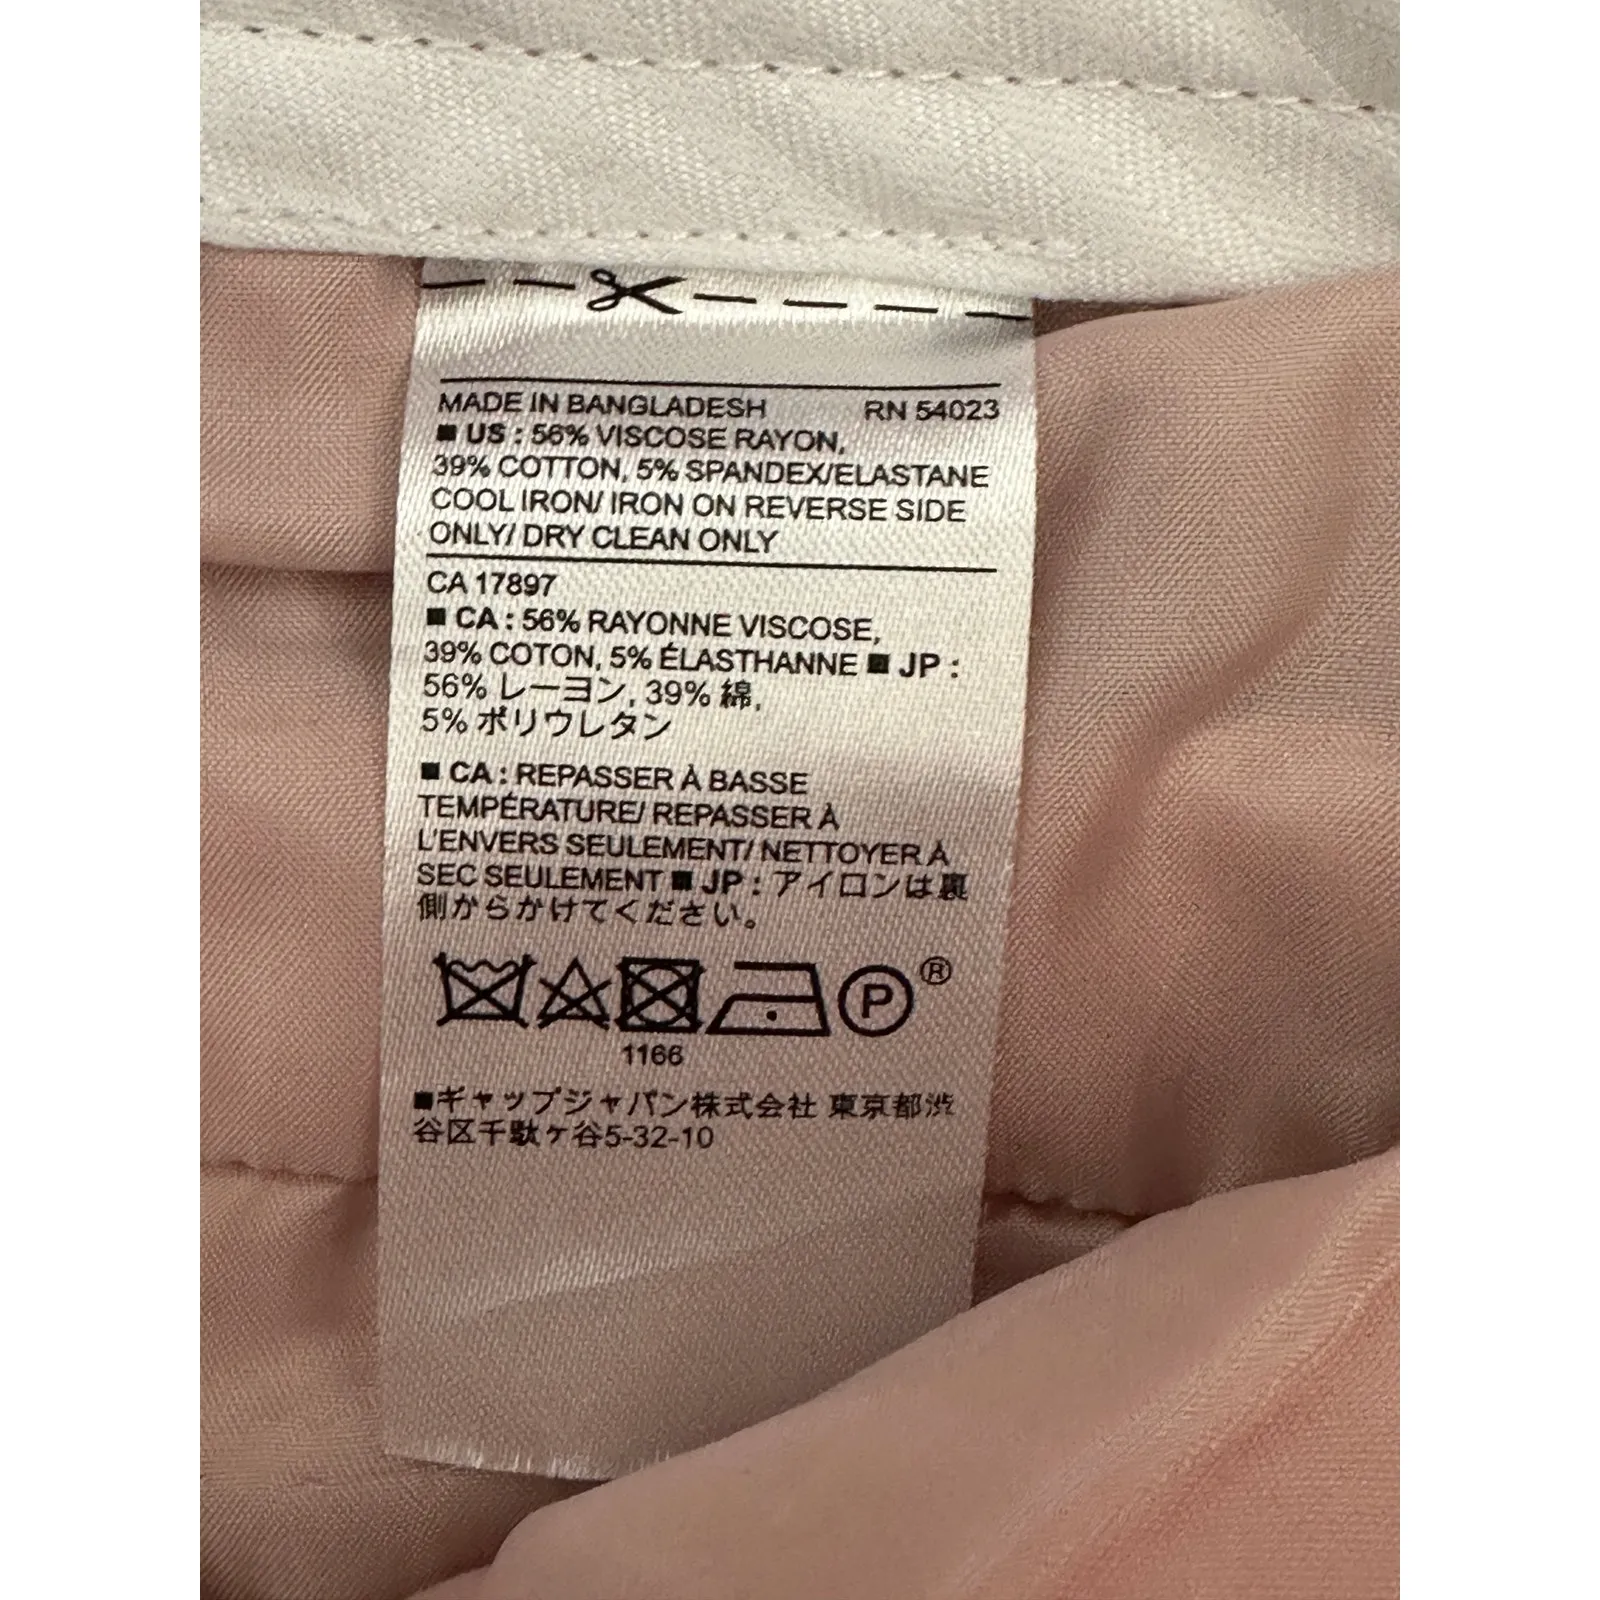 MADE IN BANGLADESH RN 54023
■ US : 56% VISCOSE RAYON,
39% COTTON, 5% SPANDEX/ELASTANE
COOL IRON/ IRON ON REVERSE SIDE
ONLY/ DRY CLEAN ONLY
CA 17897
■ CA : 56% RAYONNE VISCOSE,
39% COTON, 5% ÉLASTHANNE ■ JP :
56% レーヨン, 39% 綿,
5% ポリウレタン
■ CA : REPASSER À BASSE
TEMPÉRATURE/ REPASSER À
L'ENVERS SEULEMENT/ NETTOYER À
SEC SEULEMENT ■ JP : アイロンは裏
側からかけてください。
P ®
1166
■ギャップジャパン株式会社 東京都渋
谷区千駄ケ谷5-32-10